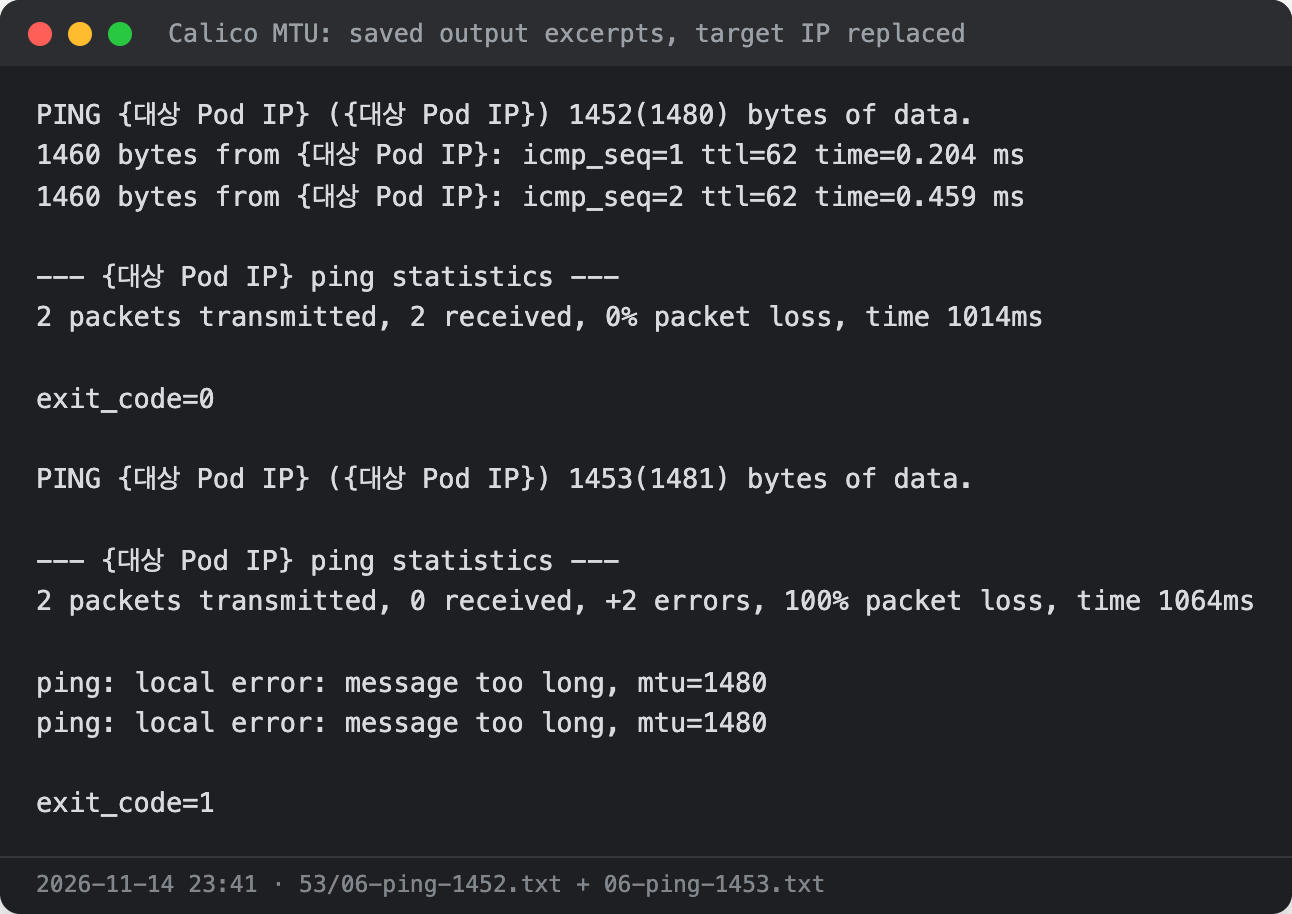 Calico MTU: saved output excerpts, target IP replaced
PING {대상 Pod IP} ({대상 Pod IP}) 1452(1480) bytes of data.
1460 bytes from {대상 Pod IP}: icmp_seq=1 ttl=62 time=0.204 ms
1460 bytes from {대상 Pod IP}: icmp_seq=2 ttl=62 time=0.459 ms
--- {대상 Pod IP} ping statistics ---
2 packets transmitted, 2 received, 0% packet loss, time 1014ms
exit_code=0
PING {대상 Pod IP} ({대상 Pod IP}) 1453(1481) bytes of data.
--- {대상 Pod IP} ping statistics ---
2 packets transmitted, 0 received, +2 errors, 100% packet loss, time 1064ms
ping: local error: message too long, mtu=1480
ping: local error: message too long, mtu=1480
exit_code=1
2026-11-14 23:41 · 53/06-ping-1452.txt + 06-ping-1453.txt